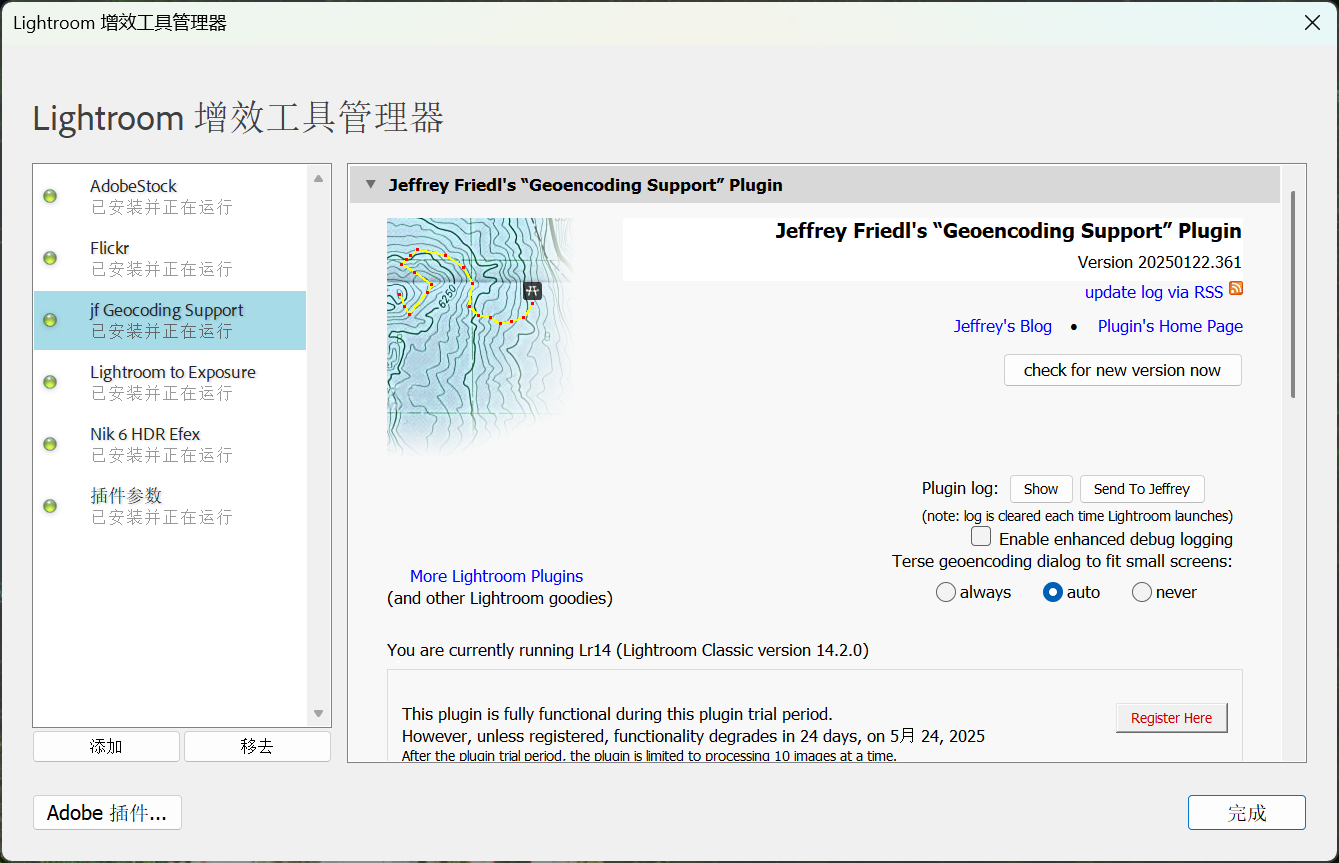 Lightroom 增效工具管理器
Lightroom 增效工具管理器
AdobeStock
已安装并正在运行
Flickr
已安装并正在运行
jf Geocoding Support
已安装并正在运行
Lightroom to Exposure
已安装并正在运行
Nik 6 HDR Efex
已安装并正在运行
插件参数
已安装并正在运行
添加
移去
Adobe 插件...
Jeffrey Friedl's “Geoencoding Support” Plugin
6250
Jeffrey Friedl's “Geoencoding Support” Plugin
Version 20250122.361
update log via RSS
Jeffrey's Blog • Plugin's Home Page
check for new version now
Plugin log: Show Send To Jeffrey
(note: log is cleared each time Lightroom launches)
Enable enhanced debug logging
Terse geoencoding dialog to fit small screens:
always auto never
More Lightroom Plugins
(and other Lightroom goodies)
You are currently running Lr14 (Lightroom Classic version 14.2.0)
This plugin is fully functional during this plugin trial period.
However, unless registered, functionality degrades in 24 days, on 5月 24, 2025
After the plugin trial period, the plugin is limited to processing 10 images at a time.
Register Here
完成